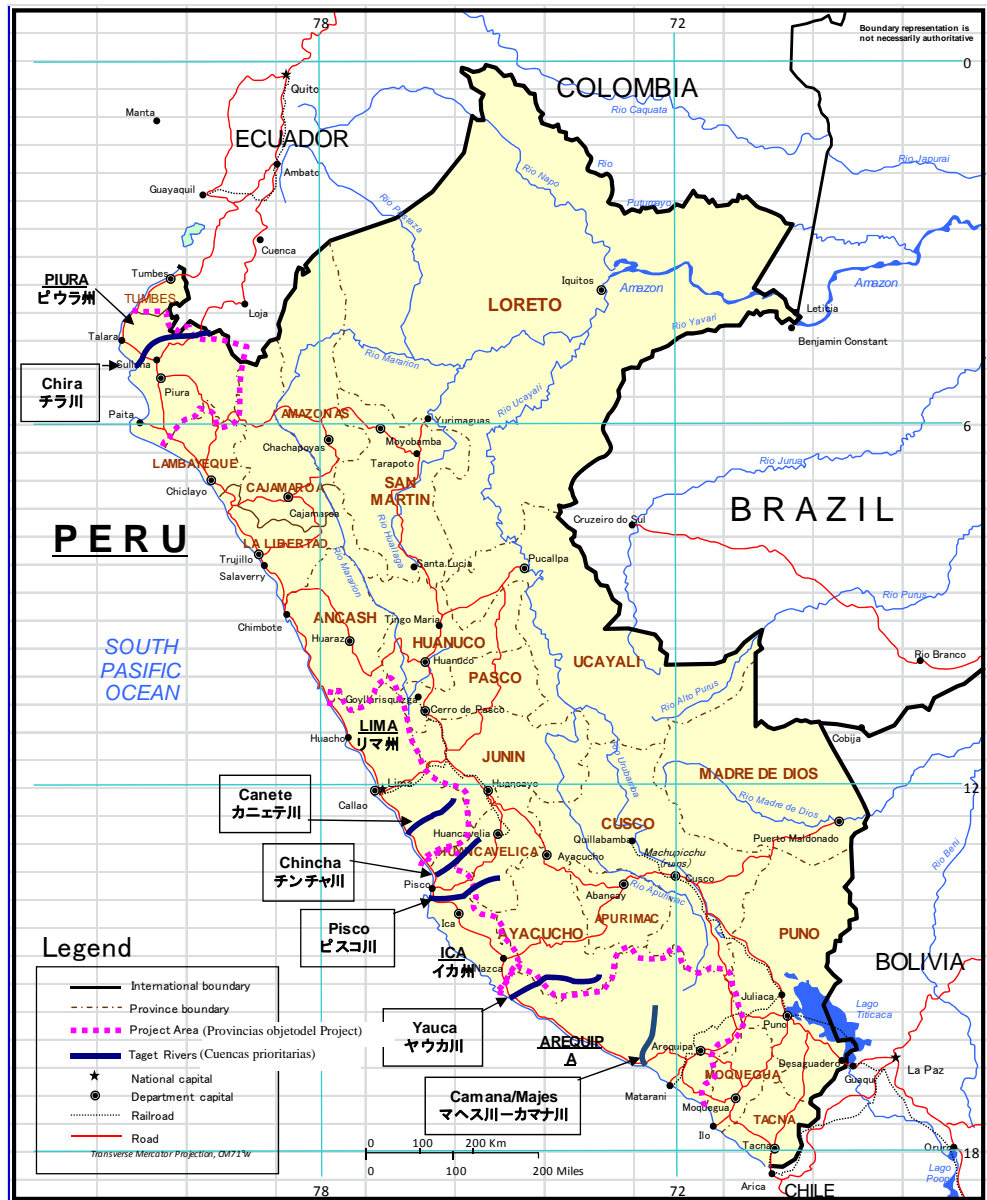 78
72
Boundary representation is
not necessarily authoritative
0
COLOMBIA
Quito
Rio Caquata
Manta
ECUADOR
Rio
Rio Japurai
Rio Napo
Ambato
Guayaquil
Putumayo
Rio Pastaza
Cuenca
Tumbes
PIURA
ピウラ州
TUMBES
Iquitos
Amazon
Amazon
LORETO
Loja
Leticia
Rio Yavari
Talara
Benjamin Constant
Sullana
Rio Mararion
Chira
チラ川
Piura
Rio Ucayali
Paita
AMAZONAS
Yurimaguas
6
Moyobamba
Chachapoyas
Tarapoto
LAMBAYEQUE
Rio Jurua
Chiclayo
CAJAMAROA
SAN
MARTIN
Cajamaroa
Cruzeiro do Sul
BRAZIL
PERU
LA LIBERTAD
Rio Huallaga
Trujillo
Salaverry
Rio Mararion
Santa Lucia
Pucallpa
Rio Purus
Chimbote
ANCASH
Tingo Maria
Huaraz
HUANUCO
SOUTH
PASIFIC
OCEAN
Huanuco
UCAYALI
Rio Branco
PASCO
Goyllarisquizga
Rio Alto Purus
Cerro de Pasco
LIMA
リマ州
Huacho
Cobija
JUNIN
Rio Urubamba
MADRE DE DIOS
Lima
Huancayo
12
Canete
カニェテ川
Callao
Rio Madre de Dios
CUSCO
Huancavelia
Quillabamba
Puerto Maldonado
Rio Beni
HUANCAVELICA
Ayacucho
Machupicchu
(ruins)
Chincha
チンチャ川
Cusco
Pisco
Abancay
Rio Apurimac
Pisco
ピスコ川
Ica
APURIMAC
AYACUCHO
PUNO
Legend
ICA
イカ州
Nazca
BOLIVIA
International boundary
Juliaca
Lago
Titicaca
Province boundary
Yauca
ヤウカ川
Puno
Project Area (Provincias objetodel Project)
AREQUIP
A
Arequipa
Taget Rivers (Cuencas prioritarias)
Desaguadero
La Paz
MOQUEGUA
Guaqui
National capital
Matarani
Department capital
Camana/Majes
マヘス川ーカマナ川
Moquegua
Railroad
TACNA
Ilo
Road
0 100 200 Km
Tacna
Oruro
18
Transverse Mercator Projection, CM71°W
0 100 200 Miles
Lago
Poopo
Arica
CHILE
78
72